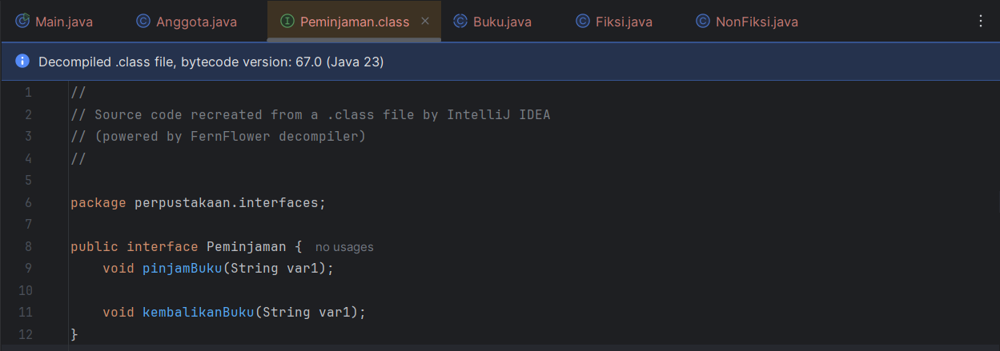 Main.java Anggota.java Peminjaman.class Buku.java Fiksi.java NonFiksi.java
Decompiled .class file, bytecode version: 67.0 (Java 23)
1 //
2 // Source code recreated from a .class file by IntelliJ IDEA
3 // (powered by FernFlower decompiler)
4 //
5
6 package perpustakaan.interfaces;
7
8 public interface Peminjaman { no usages
9 void pinjamBuku(String var1);
10
11 void kembalikanBuku(String var1);
12 }